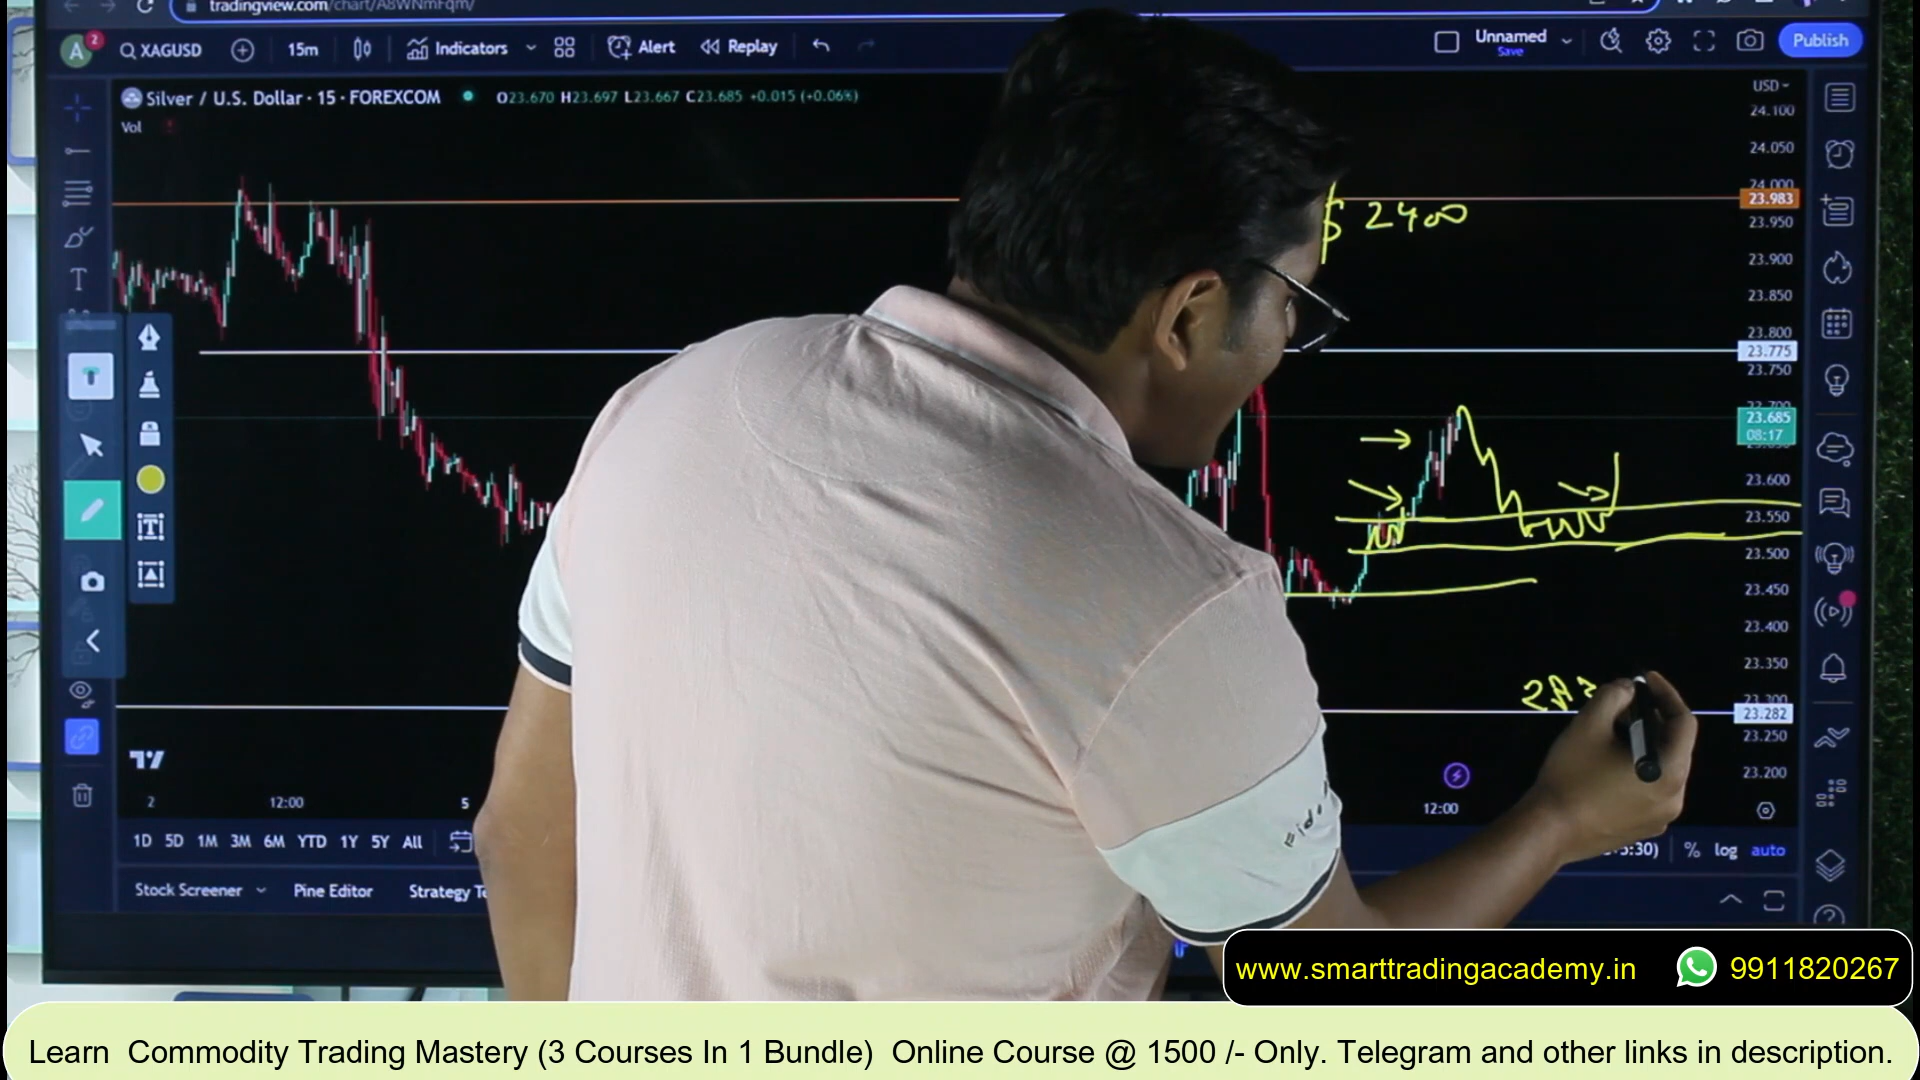 tradingview.com/chart/A8WNmFqm/
A 2 XAGUSD 15m Indicators Alert Replay Unnamed Save Publish
Silver / U.S. Dollar · 15 · FOREXCOM O23.670 H23.697 L23.667 C23.685 +0.015 (+0.06%)
Vol
USD
24.100
24.050
24.000
23.983
23.950
23.900
23.850
23.800
23.775
23.750
23.700
23.685
08:17
23.600
23.550
23.500
23.450
23.400
23.350
23.300
23.282
23.250
23.200
$ 2400
T
2 12:00 5 12:00
1D 5D 1M 3M 6M YTD 1Y 5Y All
:30) % log auto
Stock Screener Pine Editor Strategy Te
www.smarttradingacademy.in 9911820267
Learn Commodity Trading Mastery (3 Courses In 1 Bundle) Online Course @ 1500 /- Only. Telegram and other links in description.